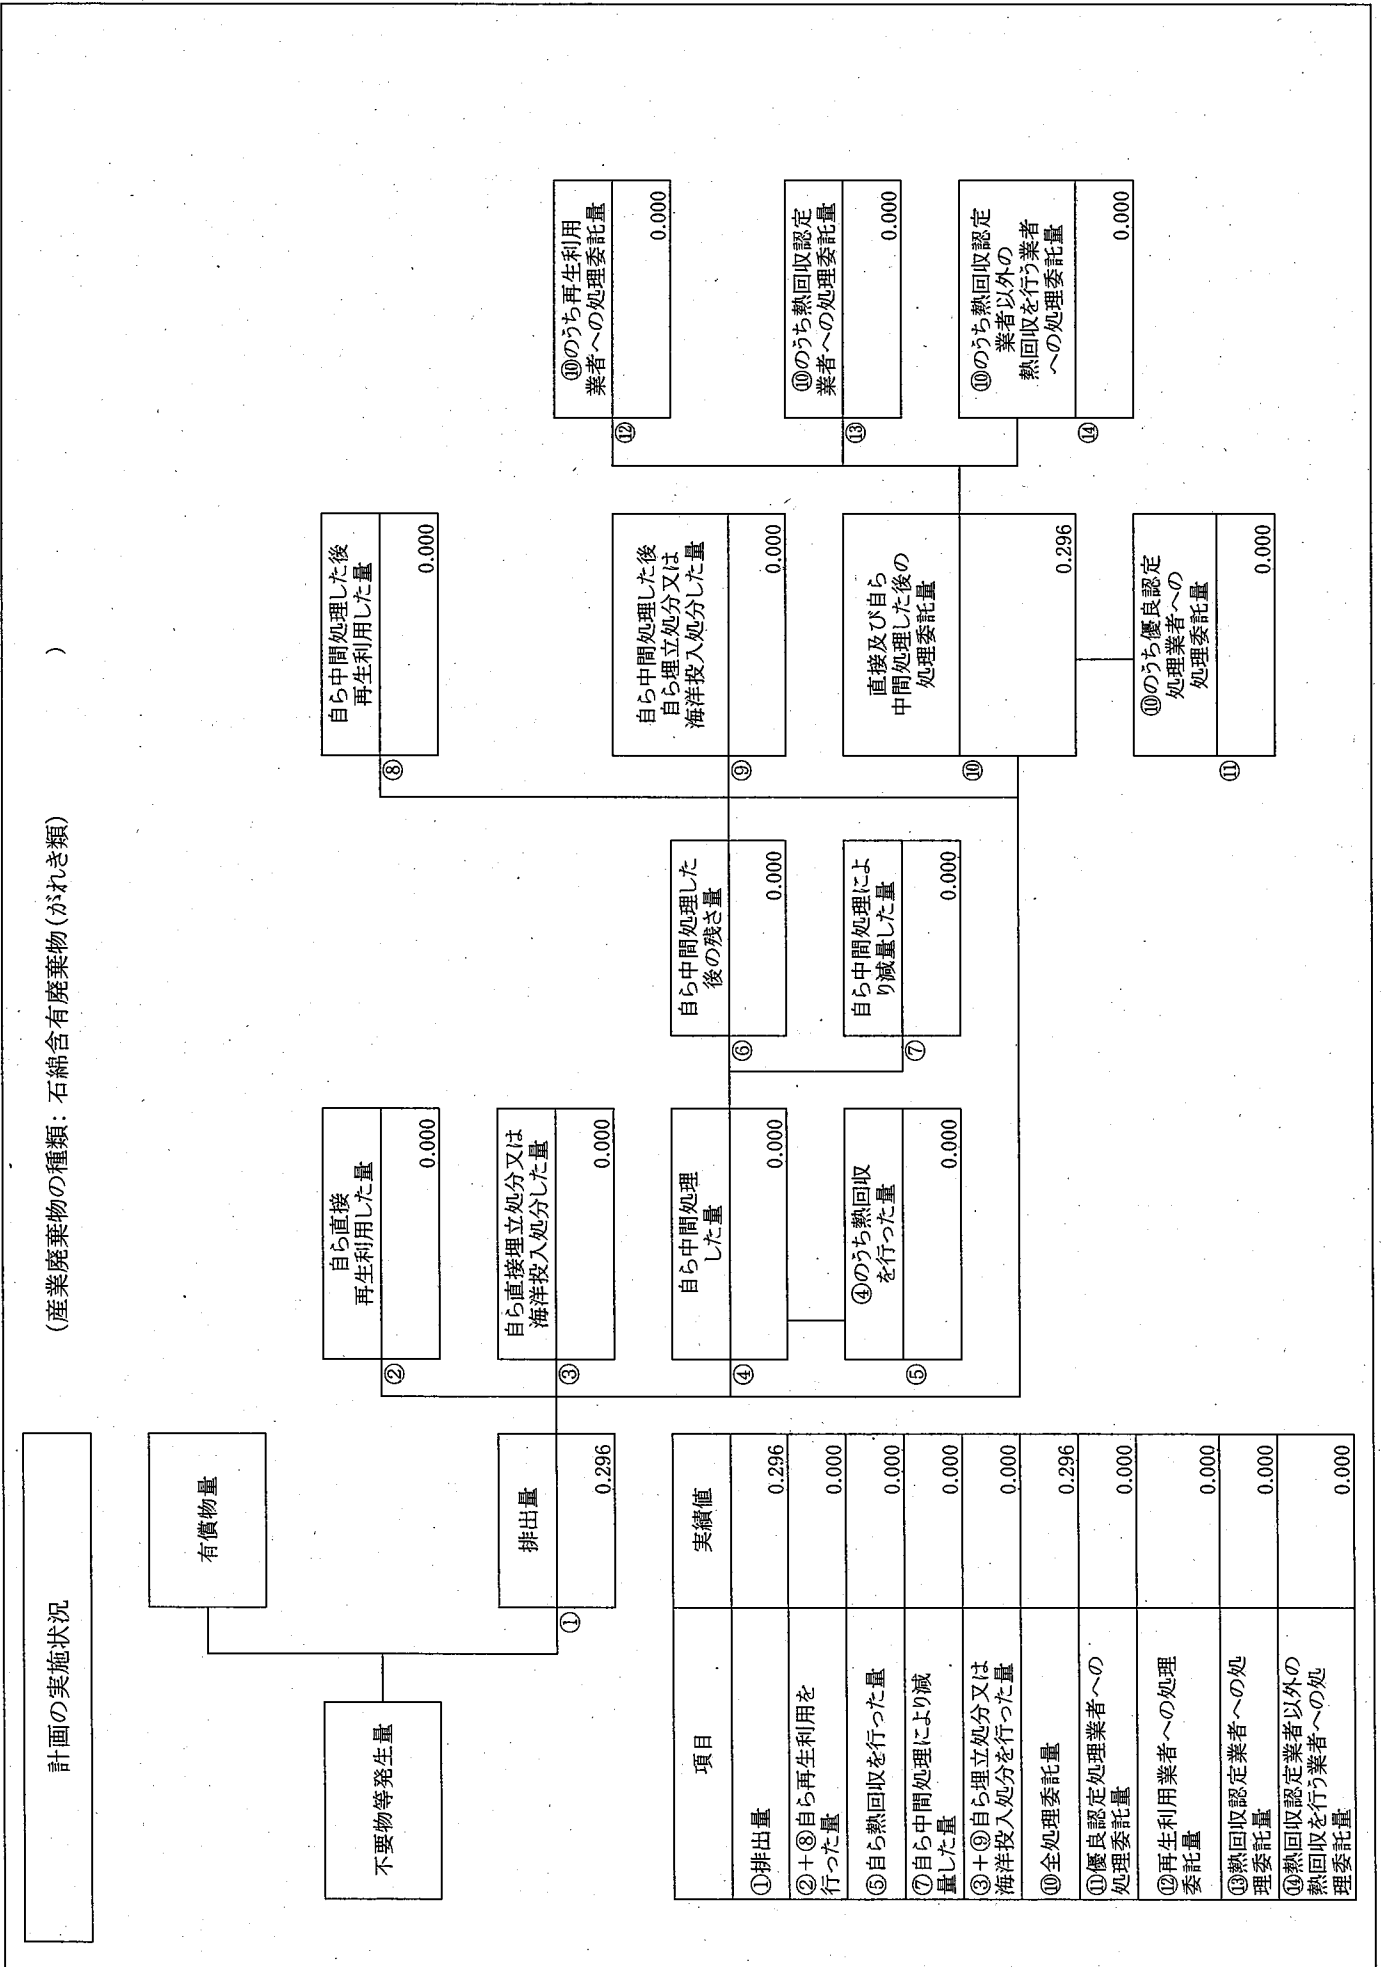 計画の実施状況
(産業廃棄物の種類：石綿含有廃棄物(がれき類)
)
不要物等発生量
有償物量
①
排出量
0.296
②
自ら直接
再生利用した量
0.000
③
自ら直接埋立処分又は
海洋投入処分した量
0.000
④
自ら中間処理
した量
0.000
⑤
④のうち熱回収
を行った量
0.000
⑥
自ら中間処理した
後の残さ量
0.000
⑦
自ら中間処理によ
り減量した量
0.000
⑧
自ら中間処理した後
再生利用した量
0.000
⑨
自ら中間処理した後
自ら埋立処分又は
海洋投入処分した量
0.000
⑩
直接及び自ら
中間処理した後の
処理委託量
0.296
⑪
⑩のうち優良認定
処理業者への
処理委託量
0.000
⑫
⑩のうち再生利用
業者への処理委託量
0.000
⑬
⑩のうち熱回収認定
業者への処理委託量
0.000
⑭
⑩のうち熱回収認定
業者以外の
熱回収を行う業者
への処理委託量
0.000
項目 実績値
①排出量 0.296
②＋⑧自ら再生利用を
行った量 0.000
⑤自ら熱回収を行った量 0.000
⑦自ら中間処理により減
量した量 0.000
③＋⑨自ら埋立処分又は
海洋投入処分を行った量 0.000
⑩全処理委託量 0.296
⑪優良認定処理業者への
処理委託量 0.000
⑫再生利用業者への処理
委託量 0.000
⑬熱回収認定業者への処
理委託量 0.000
⑭熱回収認定業者以外の
熱回収を行う業者への処
理委託量 0.000